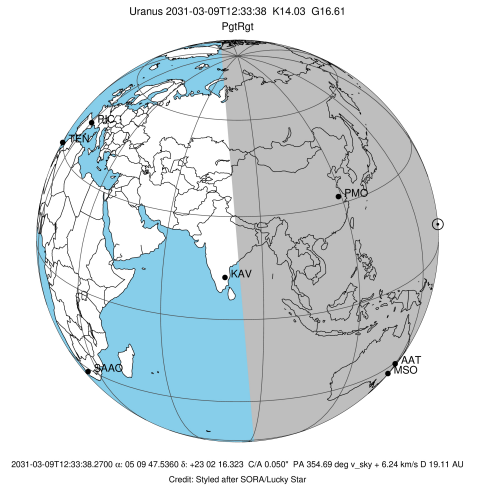 Uranus 2031-03-09T12:33:38 K14.03 G16.61
PgtRgt
PIC
TEN
PMO
KAV
SAAO
AAT
MSO
2031-03-09T12:33:38.2700 α: 05 09 47.5360 δ: +23 02 16.323 C/A 0.050" PA 354.69 deg v_sky + 6.24 km/s D 19.11 AU
Credit: Styled after SORA/Lucky Star